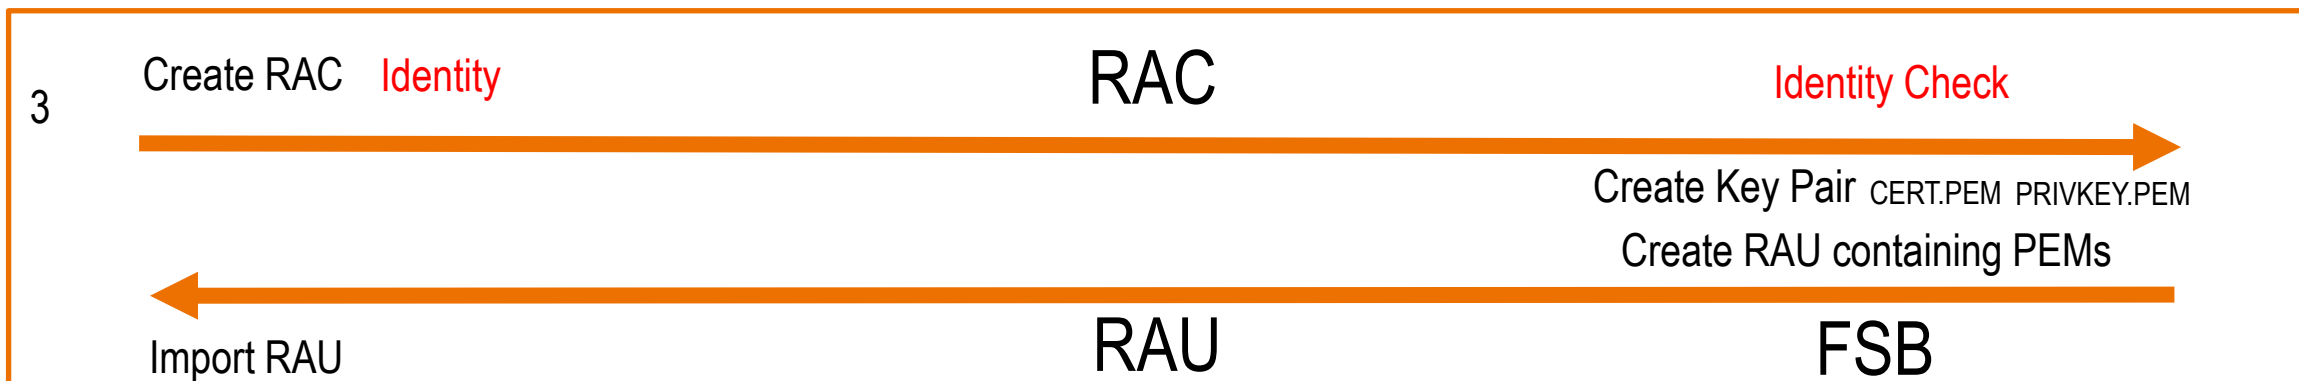 Create RAC Identity RAC Identity Check
3
Create Key Pair CERT.PEM PRIVKEY.PEM
Create RAU containing PEMs
Import RAU RAU FSB